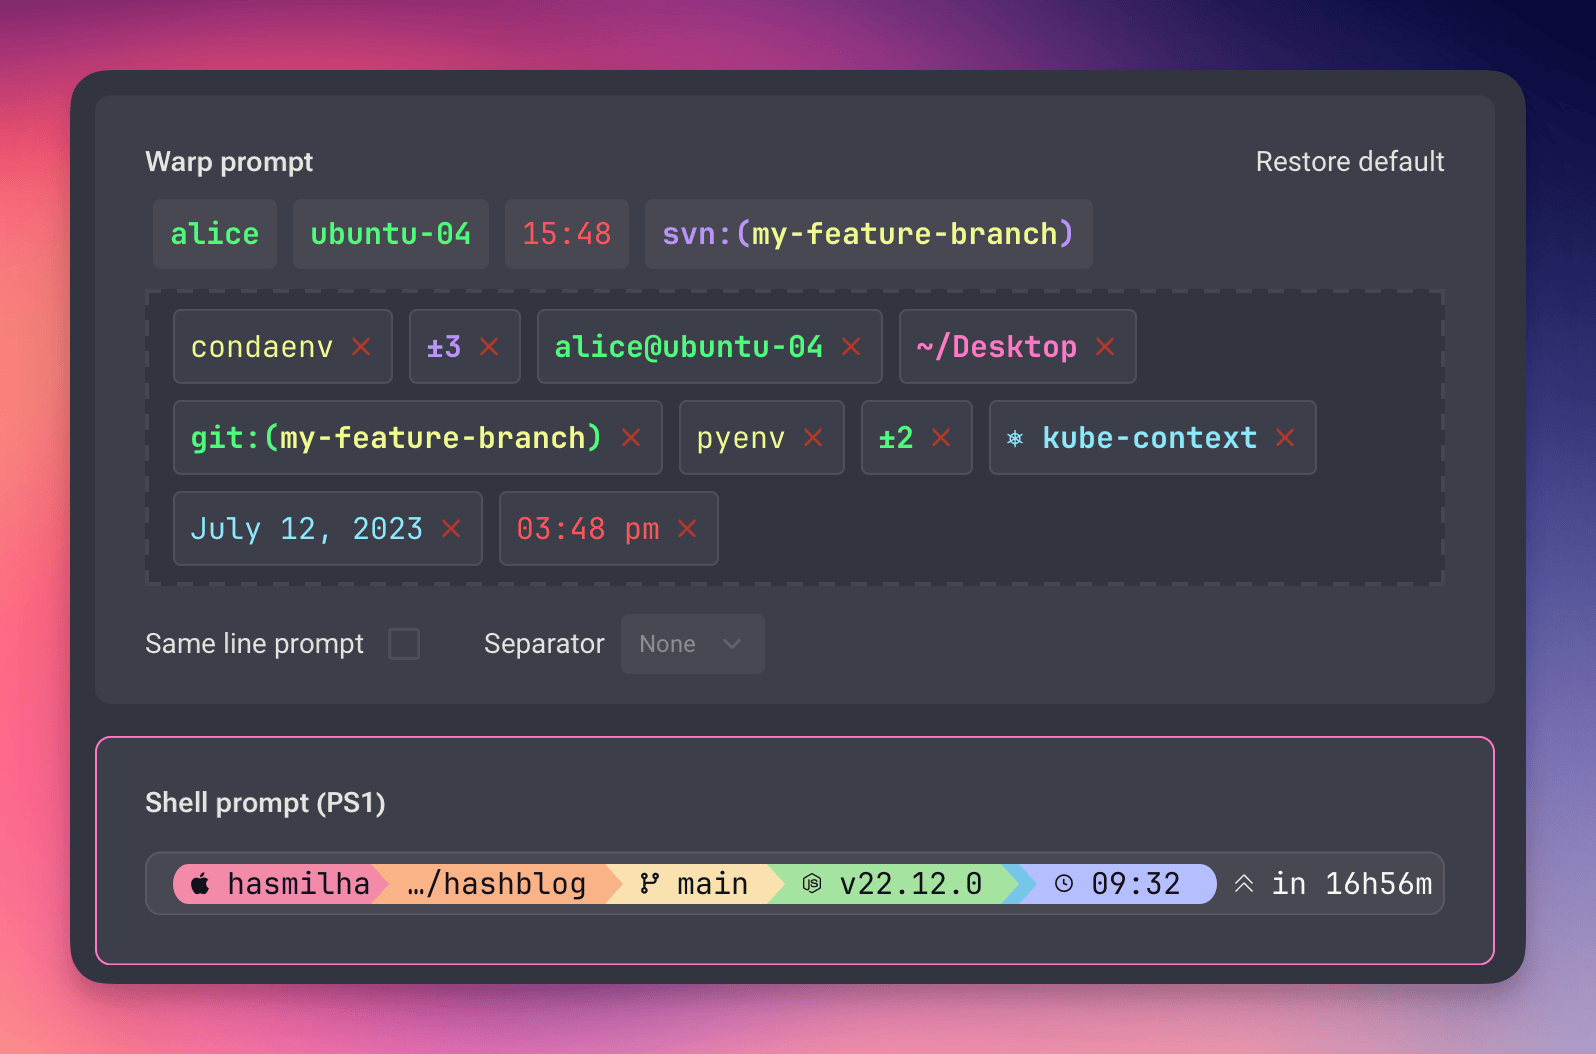 Warp prompt Restore default
alice ubuntu-04 15:48 svn:(my-feature-branch)
condaenv ±3 alice@ubuntu-04 ~/Desktop
git:(my-feature-branch) pyenv ±2 kube-context
July 12, 2023 03:48 pm
Same line prompt Separator None
Shell prompt (PS1)
hasmilha …/hashblog main JS v22.12.0 09:32 in 16h56m